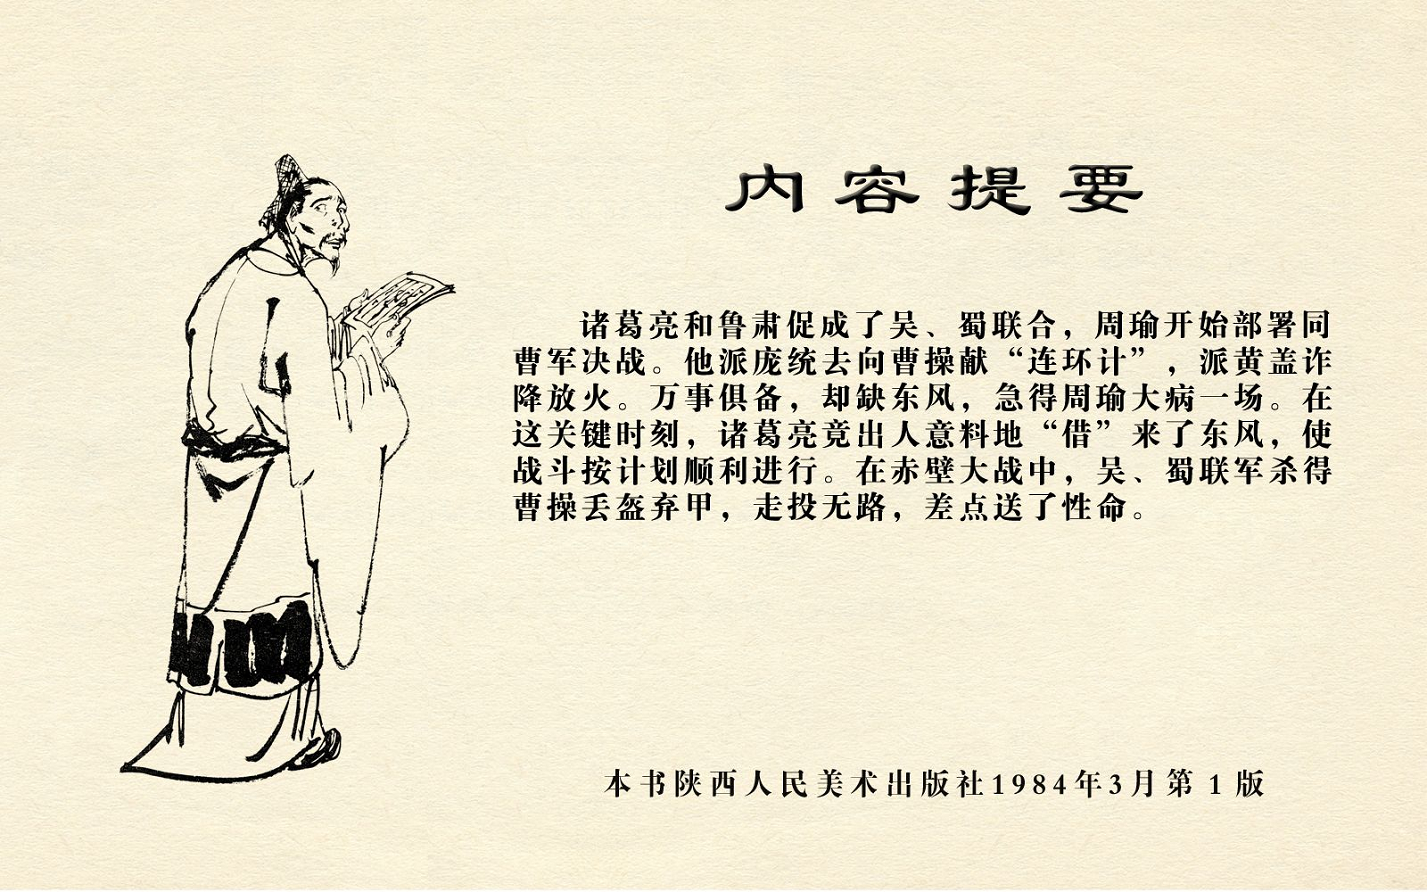 内容提要
诸葛亮和鲁肃促成了吴、蜀联合，周瑜开始部署同
曹军决战。他派庞统去向曹操献“连环计”，派黄盖诈
降放火。万事俱备，却缺东风，急得周瑜大病一场。在
这关键时刻，诸葛亮竟出人意料地“借”来了东风，使
战斗按计划顺利进行。在赤壁大战中，吴、蜀联军杀得
曹操丢盔弃甲，走投无路，差点送了性命。
本书陕西人民美术出版社1984年3月第1版